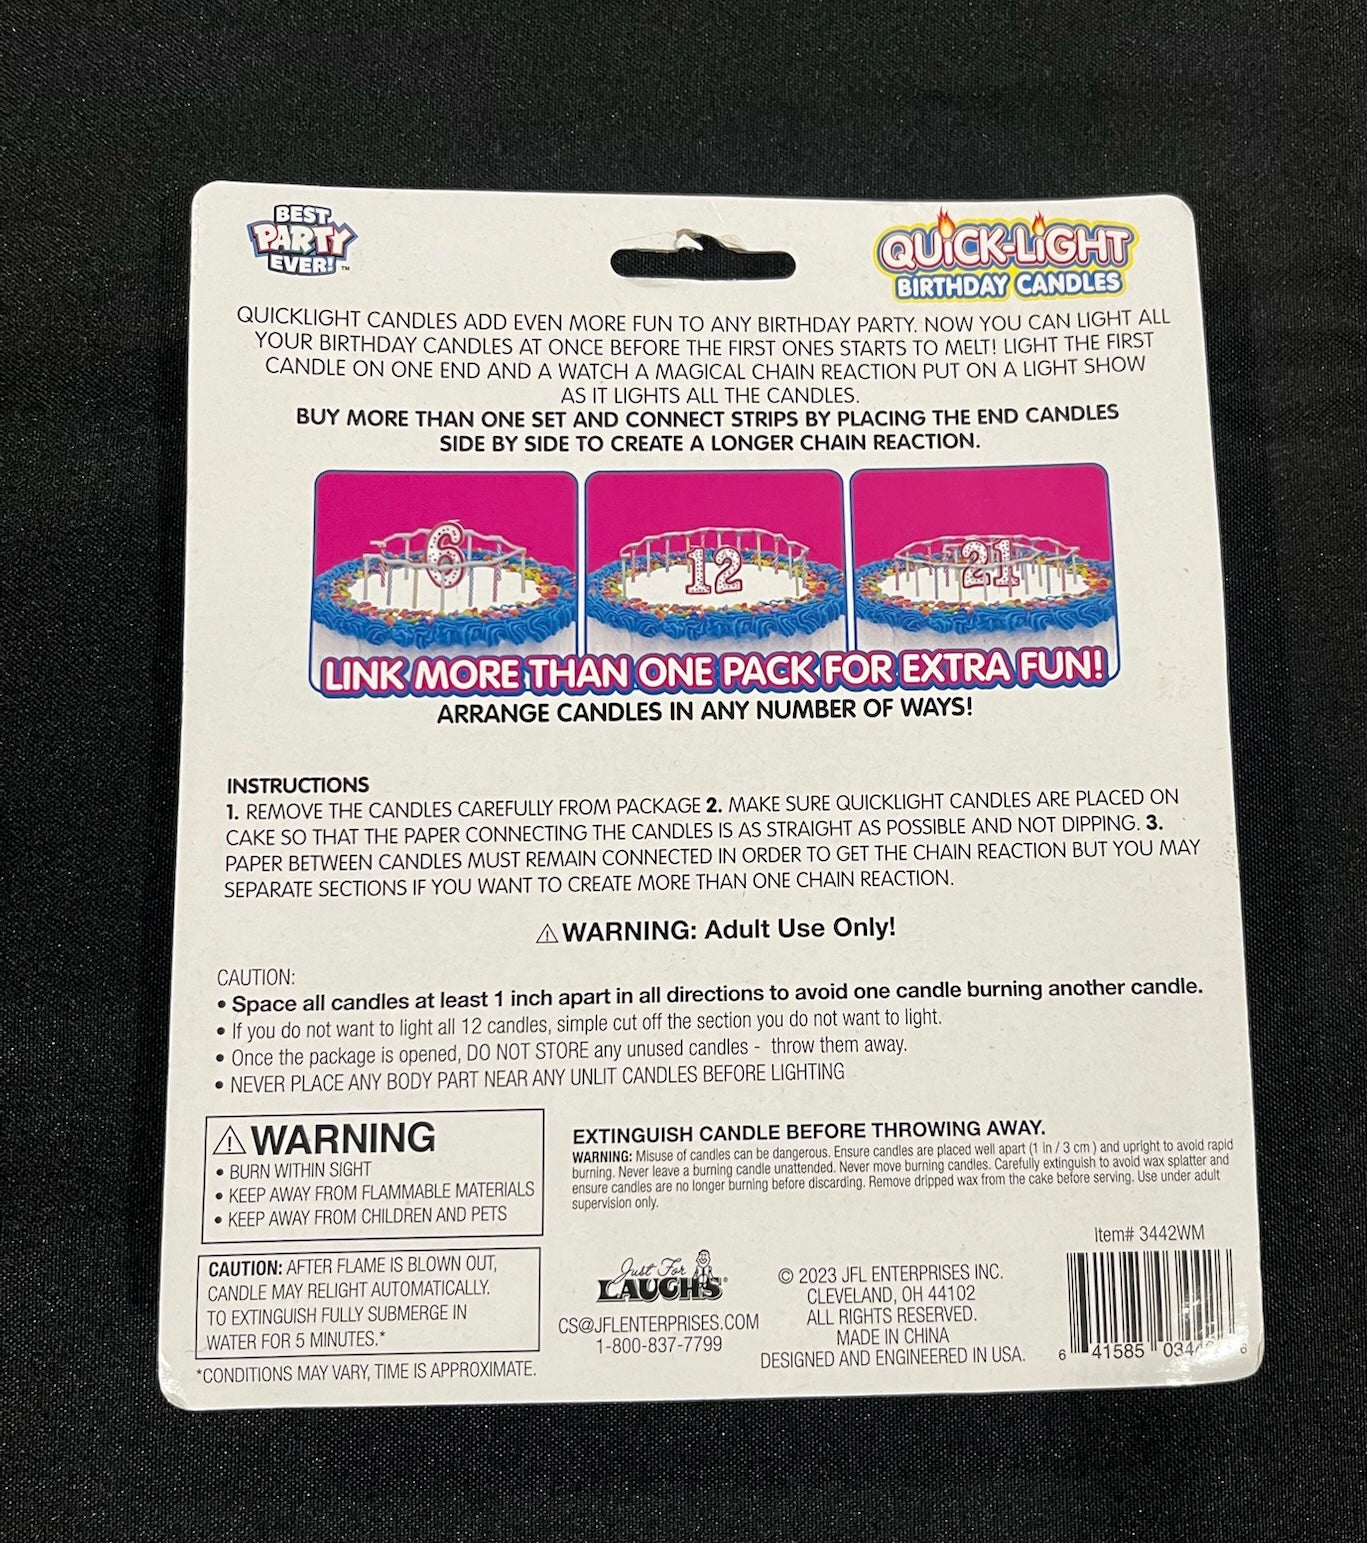 BEST
PARTY
EVER! ™
QUICK-LIGHT
BIRTHDAY CANDLES
QUICKLIGHT CANDLES ADD EVEN MORE FUN TO ANY BIRTHDAY PARTY. NOW YOU CAN LIGHT ALL
YOUR BIRTHDAY CANDLES AT ONCE BEFORE THE FIRST ONES STARTS TO MELT! LIGHT THE FIRST
CANDLE ON ONE END AND A WATCH A MAGICAL CHAIN REACTION PUT ON A LIGHT SHOW
AS IT LIGHTS ALL THE CANDLES.
BUY MORE THAN ONE SET AND CONNECT STRIPS BY PLACING THE END CANDLES
SIDE BY SIDE TO CREATE A LONGER CHAIN REACTION.
6
12
21
LINK MORE THAN ONE PACK FOR EXTRA FUN!
ARRANGE CANDLES IN ANY NUMBER OF WAYS!
INSTRUCTIONS
1. REMOVE THE CANDLES CAREFULLY FROM PACKAGE 2. MAKE SURE QUICKLIGHT CANDLES ARE PLACED ON
CAKE SO THAT THE PAPER CONNECTING THE CANDLES IS AS STRAIGHT AS POSSIBLE AND NOT DIPPING. 3.
PAPER BETWEEN CANDLES MUST REMAIN CONNECTED IN ORDER TO GET THE CHAIN REACTION BUT YOU MAY
SEPARATE SECTIONS IF YOU WANT TO CREATE MORE THAN ONE CHAIN REACTION.
⚠ WARNING: Adult Use Only!
CAUTION:
• Space all candles at least 1 inch apart in all directions to avoid one candle burning another candle.
• If you do not want to light all 12 candles, simple cut off the section you do not want to light.
• Once the package is opened, DO NOT STORE any unused candles - throw them away.
• NEVER PLACE ANY BODY PART NEAR ANY UNLIT CANDLES BEFORE LIGHTING
⚠ WARNING
• BURN WITHIN SIGHT
• KEEP AWAY FROM FLAMMABLE MATERIALS
• KEEP AWAY FROM CHILDREN AND PETS
EXTINGUISH CANDLE BEFORE THROWING AWAY.
WARNING: Misuse of candles can be dangerous. Ensure candles are placed well apart (1 in / 3 cm ) and upright to avoid rapid
burning. Never leave a burning candle unattended. Never move burning candles. Carefully extinguish to avoid wax splatter and
ensure candles are no longer burning before discarding. Remove dripped wax from the cake before serving. Use under adult
supervision only.
CAUTION: AFTER FLAME IS BLOWN OUT,
CANDLE MAY RELIGHT AUTOMATICALLY.
TO EXTINGUISH FULLY SUBMERGE IN
WATER FOR 5 MINUTES.*
*CONDITIONS MAY VARY, TIME IS APPROXIMATE.
Just For
LAUGHS®
CS@JFLENTERPRISES.COM
1-800-837-7799
© 2023 JFL ENTERPRISES INC.
CLEVELAND, OH 44102
ALL RIGHTS RESERVED.
MADE IN CHINA
DESIGNED AND ENGINEERED IN USA.
Item# 3442WM
6 41585 6